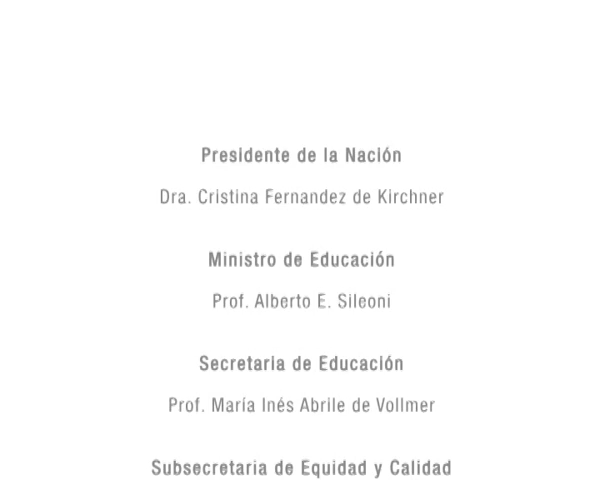 Presidente de la Nación
Dra. Cristina Fernandez de Kirchner
Ministro de Educación
Prof. Alberto E. Sileoni
Secretaria de Educación
Prof. María Inés Abrile de Vollmer
Subsecretaria de Equidad y Calidad